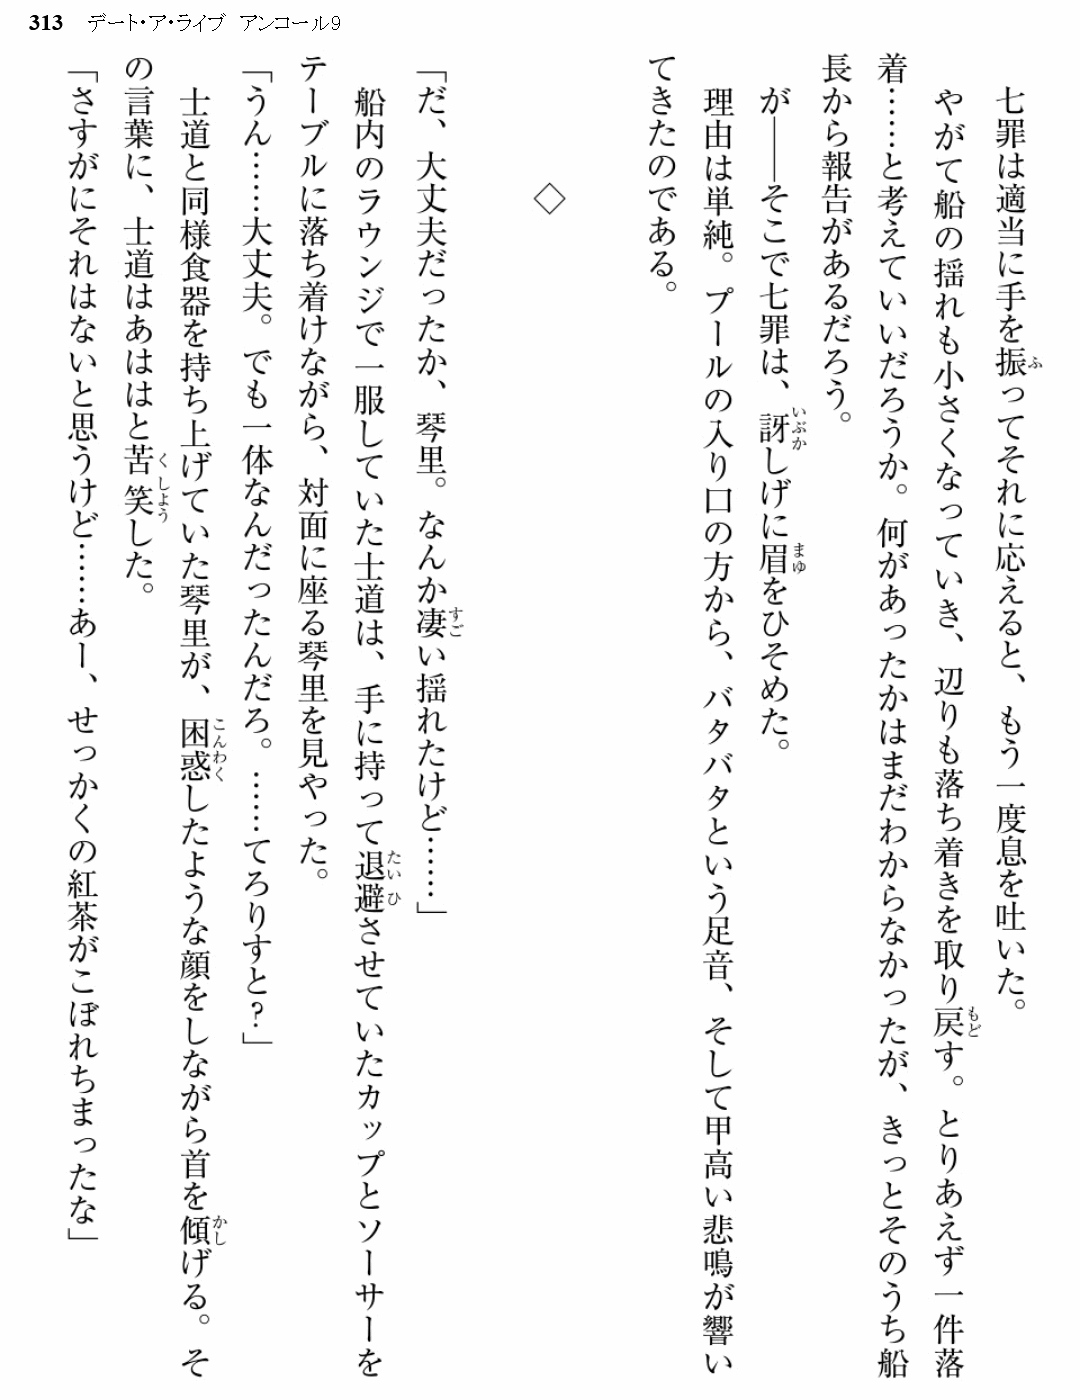 313 デート・ア・ライブ アンコール9
七罪は適当に手を振ってそれに応えると、もう一度息を吐いた。
やがて船の揺れも小さくなっていき、辺りも落ち着きを取り戻す。とりあえず一件落
着……と考えていいだろうか。何があったかはまだわからなかったが、きっとそのうち船
長から報告があるだろう。
が――そこで七罪は、訝しげに眉をひそめた。
理由は単純。プールの入り口の方から、バタバタという足音、そして甲高い悲鳴が響い
てきたのである。
◇
「だ、大丈夫だったか、琴里。なんか凄い揺れたけど……」
船内のラウンジで一服していた士道は、手に持って退避させていたカップとソーサーを
テーブルに落ち着けながら、対面に座る琴里を見やった。
「うん……大丈夫。でも一体なんだったんだろ。……てろりすと?」
士道と同様食器を持ち上げていた琴里が、困惑したような顔をしながら首を傾げる。そ
の言葉に、士道はあははと苦笑した。
「さすがにそれはないと思うけど……あー、せっかくの紅茶がこぼれちまったな」